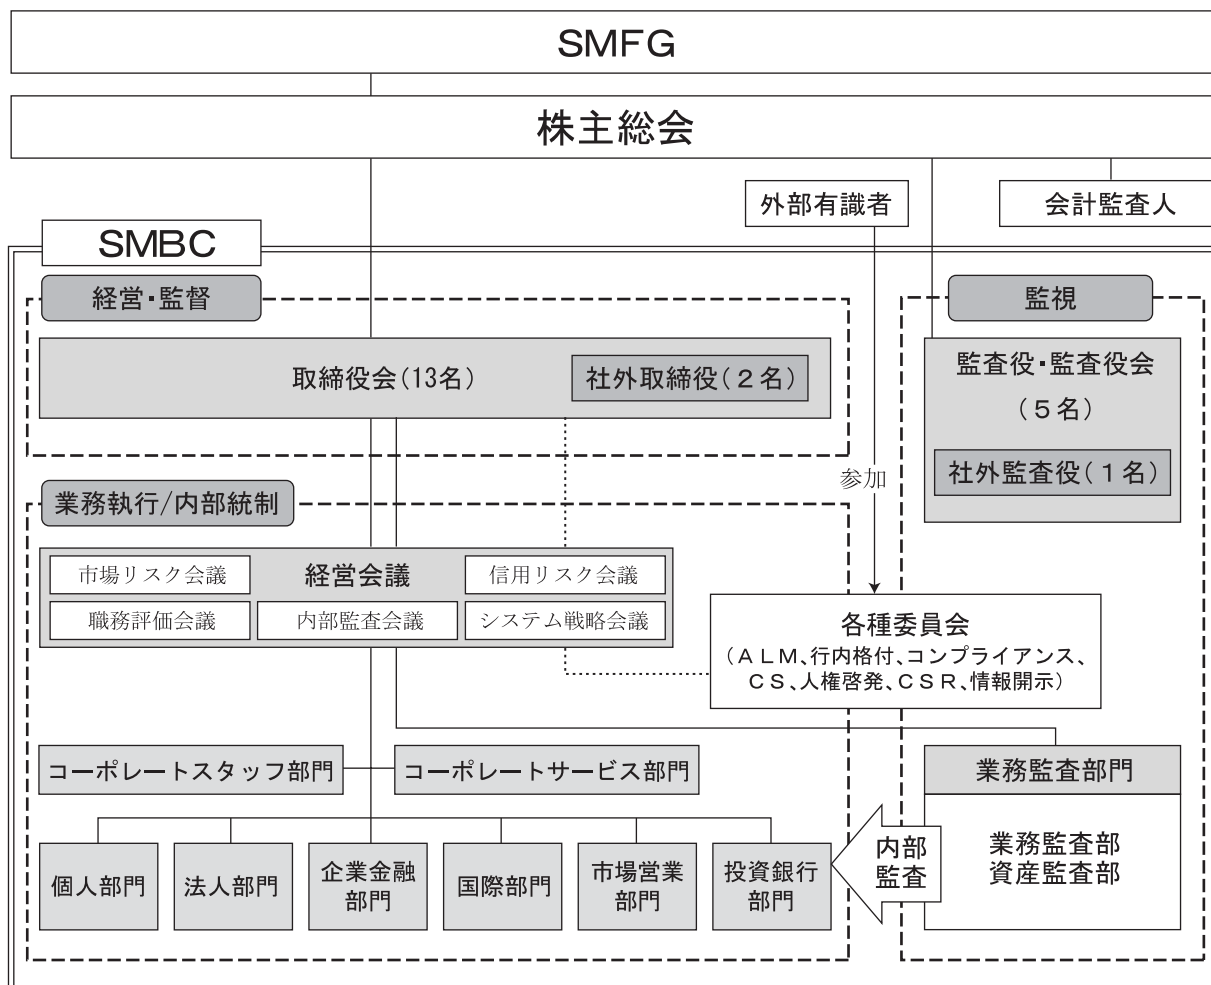 SMFG
株主総会
外部有識者
会計監査人
SMBC
経営・監督
監視
取締役会(13名)
社外取締役(2名)
監査役・監査役会
(5名)
社外監査役(1名)
参加
業務執行/内部統制
市場リスク会議
経営会議
信用リスク会議
職務評価会議
内部監査会議
システム戦略会議
各種委員会
(ALM、行内格付、コンプライアンス、
CS、人権啓発、CSR、情報開示)
コーポレートスタッフ部門
コーポレートサービス部門
業務監査部門
業務監査部
資産監査部
内部
監査
個人部門
法人部門
企業金融
部門
国際部門
市場営業
部門
投資銀行
部門